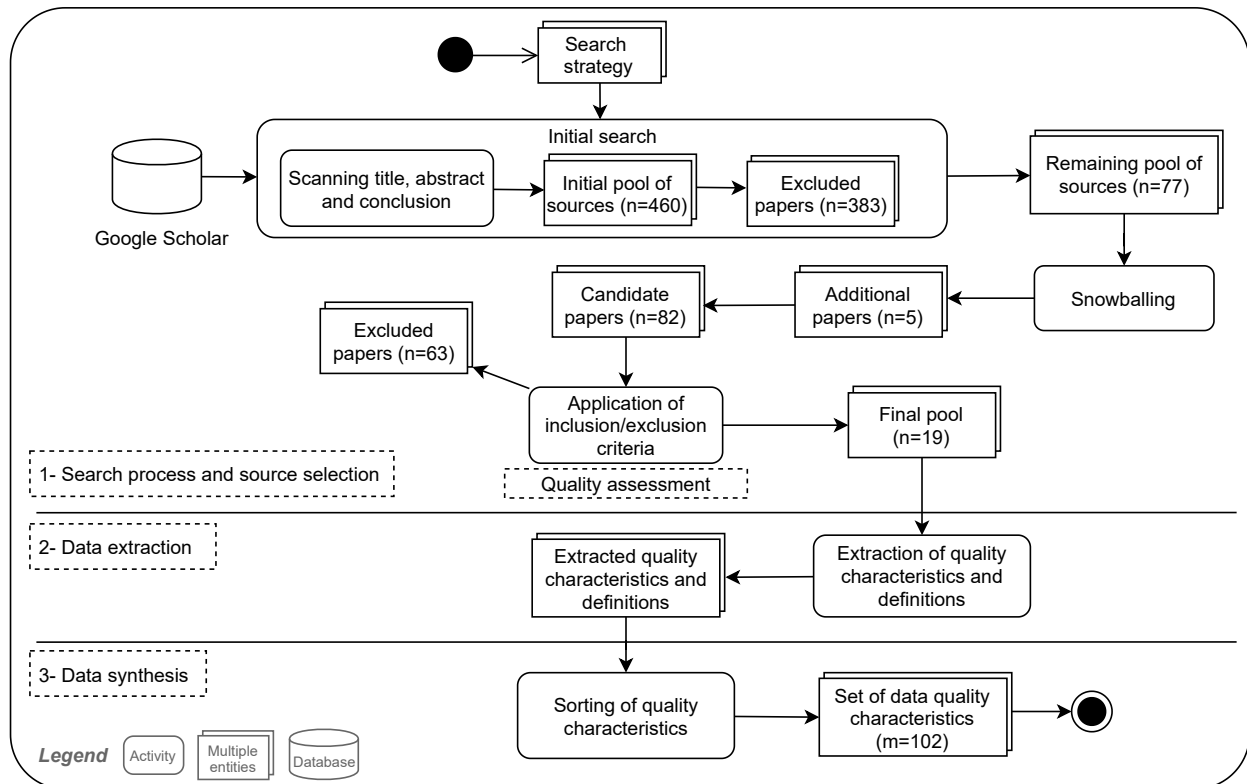 Search
strategy
Initial search
Scanning title, abstract
and conclusion
Initial pool of
sources (n=460)
Excluded
papers (n=383)
Remaining pool of
sources (n=77)
Google Scholar
Snowballing
Additional
papers (n=5)
Candidate
papers (n=82)
Excluded
papers (n=63)
Application of
inclusion/exclusion
criteria
Final pool
(n=19)
1- Search process and source selection
Quality assessment
2- Data extraction
Extraction of quality
characteristics and
definitions
Extracted quality
characteristics and
definitions
3- Data synthesis
Sorting of quality
characteristics
Set of data quality
characteristics
(m=102)
Legend
Activity
Multiple
entities
Database